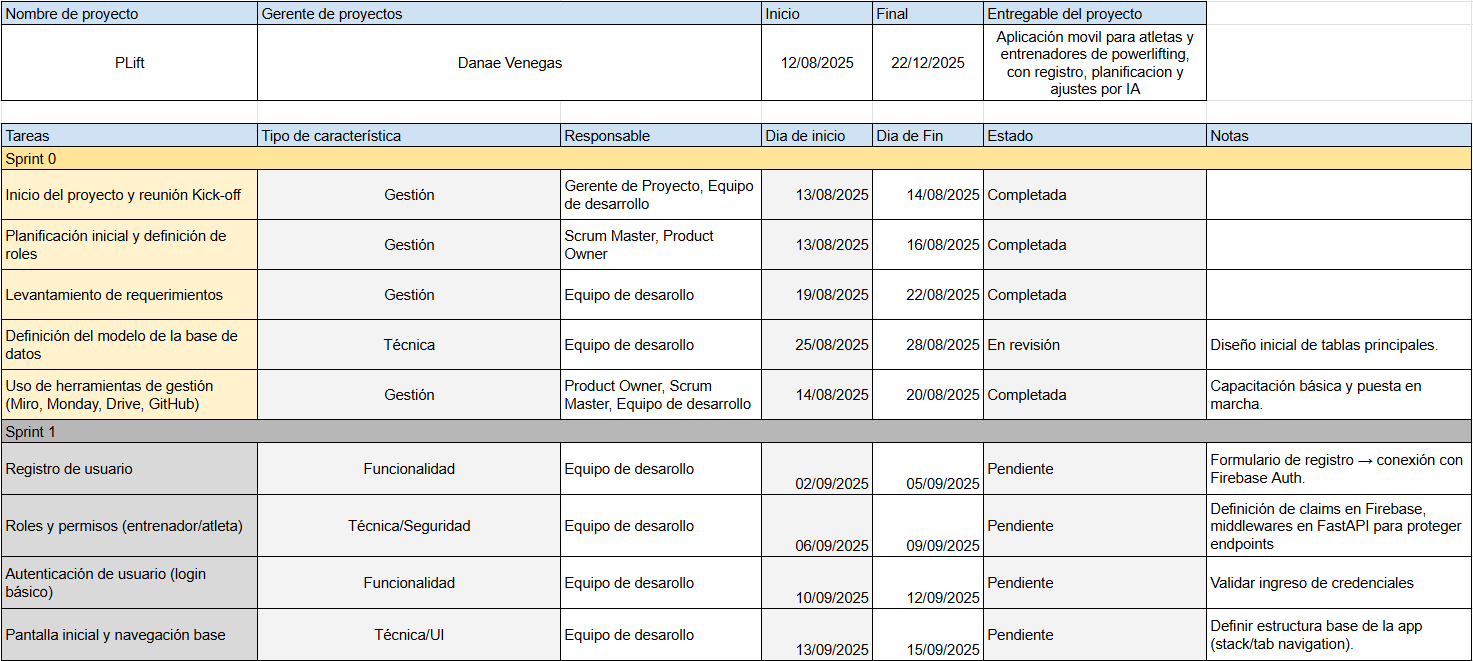 Nombre de proyecto Gerente de proyectos Inicio Final Entregable del proyecto
PLift Danae Venegas 12/08/2025 22/12/2025
Aplicación movil para atletas y
entrenadores de powerlifting,
con registro, planificacion y
ajustes por IA
Tareas Tipo de característica Responsable Dia de inicio Dia de Fin Estado Notas
Sprint 0
Inicio del proyecto y reunión Kick-off
Gestión
Gerente de Proyecto, Equipo
de desarrollo
13/08/2025 14/08/2025 Completada
Planificación inicial y definición de
roles
Gestión
Scrum Master, Product
Owner
13/08/2025 16/08/2025 Completada
Levantamiento de requerimientos Gestión Equipo de desarollo 19/08/2025 22/08/2025 Completada
Definición del modelo de la base de
datos
Técnica Equipo de desarollo 25/08/2025 28/08/2025 En revisión Diseño inicial de tablas principales.
Uso de herramientas de gestión
(Miro, Monday, Drive, GitHub)
Gestión
Product Owner, Scrum
Master, Equipo de desarrollo
14/08/2025 20/08/2025 Completada
Capacitación básica y puesta en
marcha.
Sprint 1
Registro de usuario Funcionalidad Equipo de desarollo 02/09/2025 05/09/2025 Pendiente
Formulario de registro → conexión con
Firebase Auth.
Roles y permisos (entrenador/atleta) Técnica/Seguridad Equipo de desarollo 06/09/2025 09/09/2025 Pendiente
Definición de claims en Firebase,
middlewares en FastAPI para proteger
endpoints
Autenticación de usuario (login
básico)
Funcionalidad Equipo de desarollo 10/09/2025 12/09/2025 Pendiente Validar ingreso de credenciales
Pantalla inicial y navegación base Técnica/UI Equipo de desarollo 13/09/2025 15/09/2025 Pendiente
Definir estructura base de la app
(stack/tab navigation).